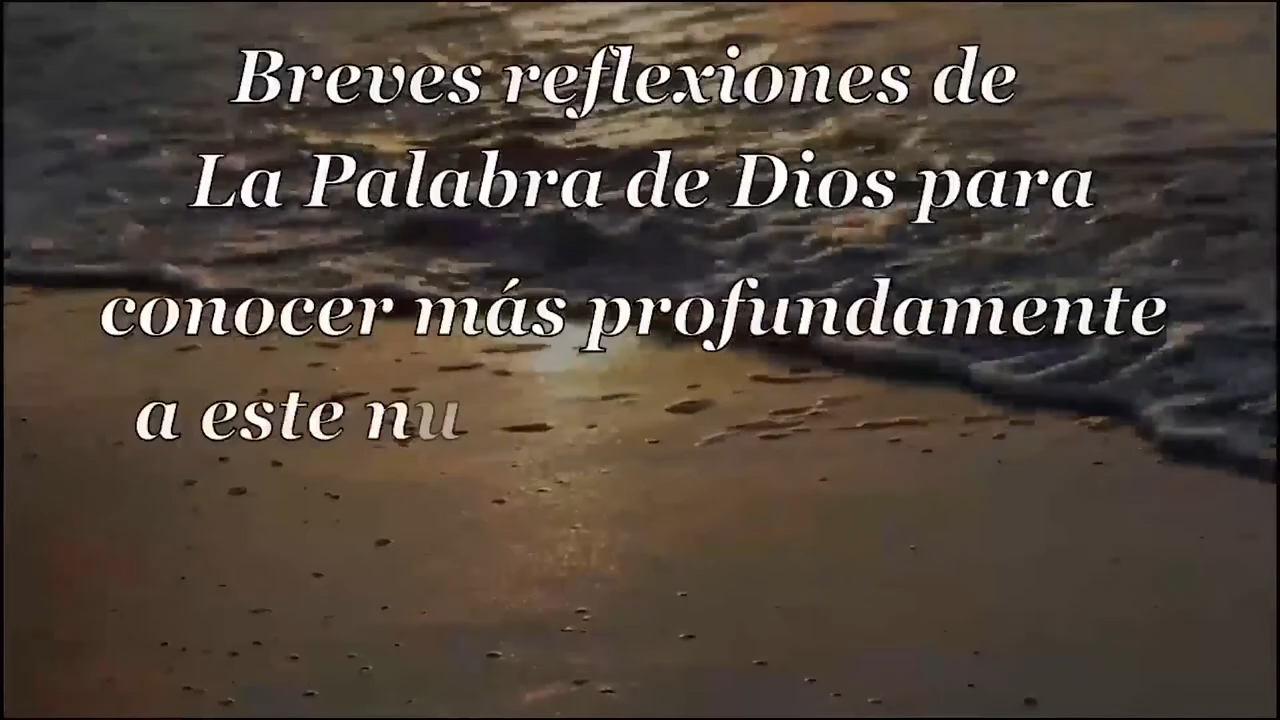 Breves reflexiones de
La Palabra de Dios para
conocer más profundamente
a este nu